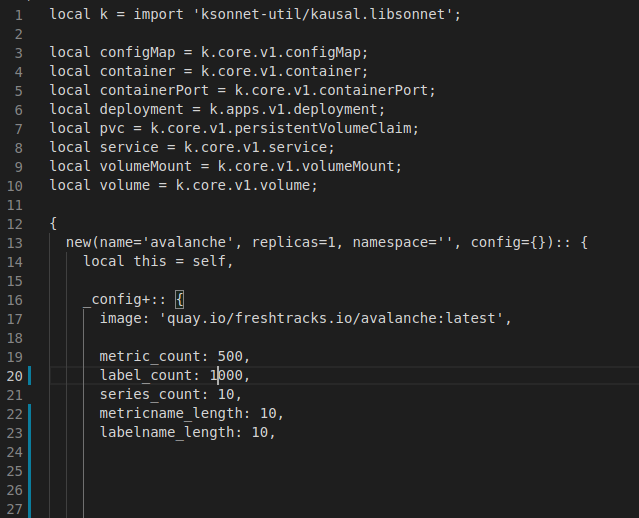 1 local k = import 'ksonnet-util/kausal.libsonnet';
2
3 local configMap = k.core.v1.configMap;
4 local container = k.core.v1.container;
5 local containerPort = k.core.v1.containerPort;
6 local deployment = k.apps.v1.deployment;
7 local pvc = k.core.v1.persistentVolumeClaim;
8 local service = k.core.v1.service;
9 local volumeMount = k.core.v1.volumeMount;
10 local volume = k.core.v1.volume;
11
12 {
13   new(name='avalanche', replicas=1, namespace='', config={}):: {
14     local this = self,
15
16     _config+:: {
17       image: 'quay.io/freshtracks.io/avalanche:latest',
18
19       metric_count: 500,
20       label_count: 1000,
21       series_count: 10,
22       metricname_length: 10,
23       labelname_length: 10,
24
25
26
27